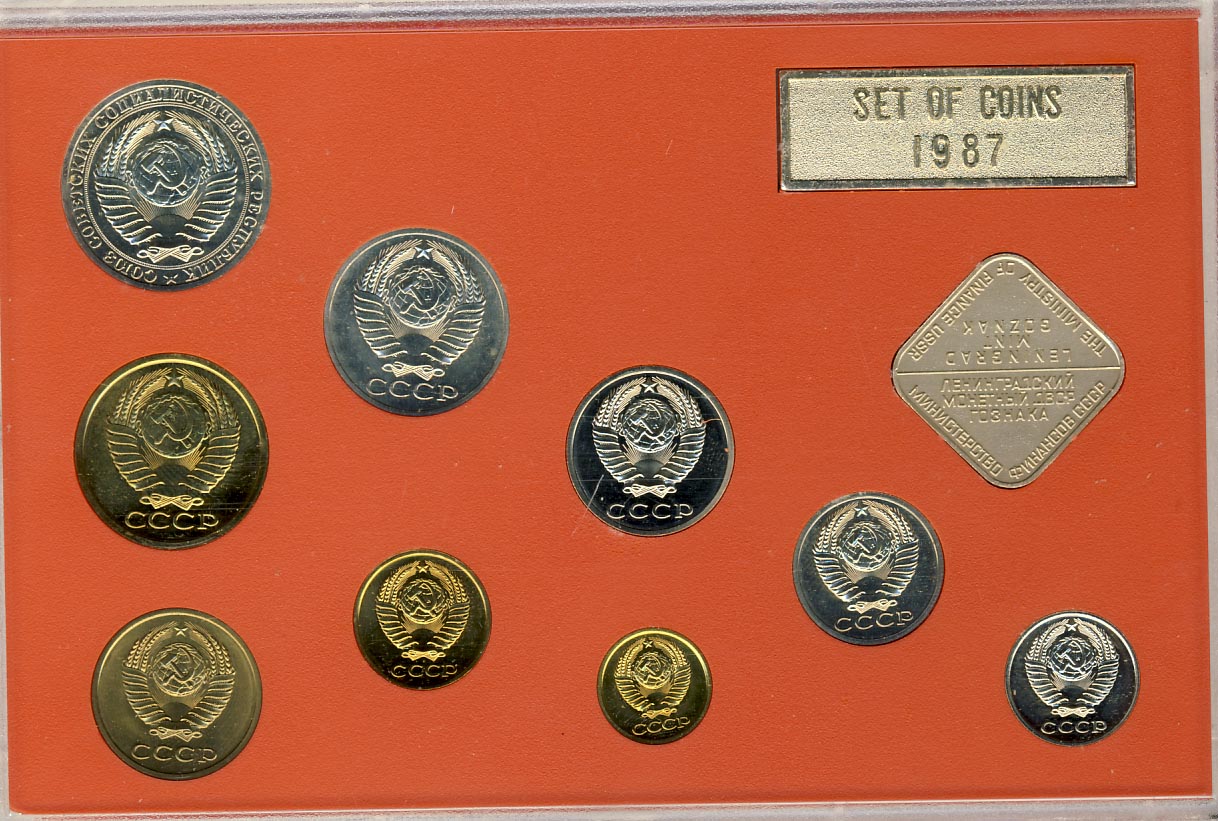 SET OF COINS
1987
СОЮЗ СОВЕТСКИХ СОЦИАЛИСТИЧЕСКИХ РЕСПУБЛИК
СССР
THE MINISTRY OF FINANCE USSR
LENINGRAD
MINT
GOZNAK
ЛЕНИНГРАДСКИЙ
МОНЕТНЫЙ ДВОР
ГОЗНАКА
МИНИСТЕРСТВО ФИНАНСОВ СССР
СССР
СССР
СССР
СССР
СССР
СССР
СССР